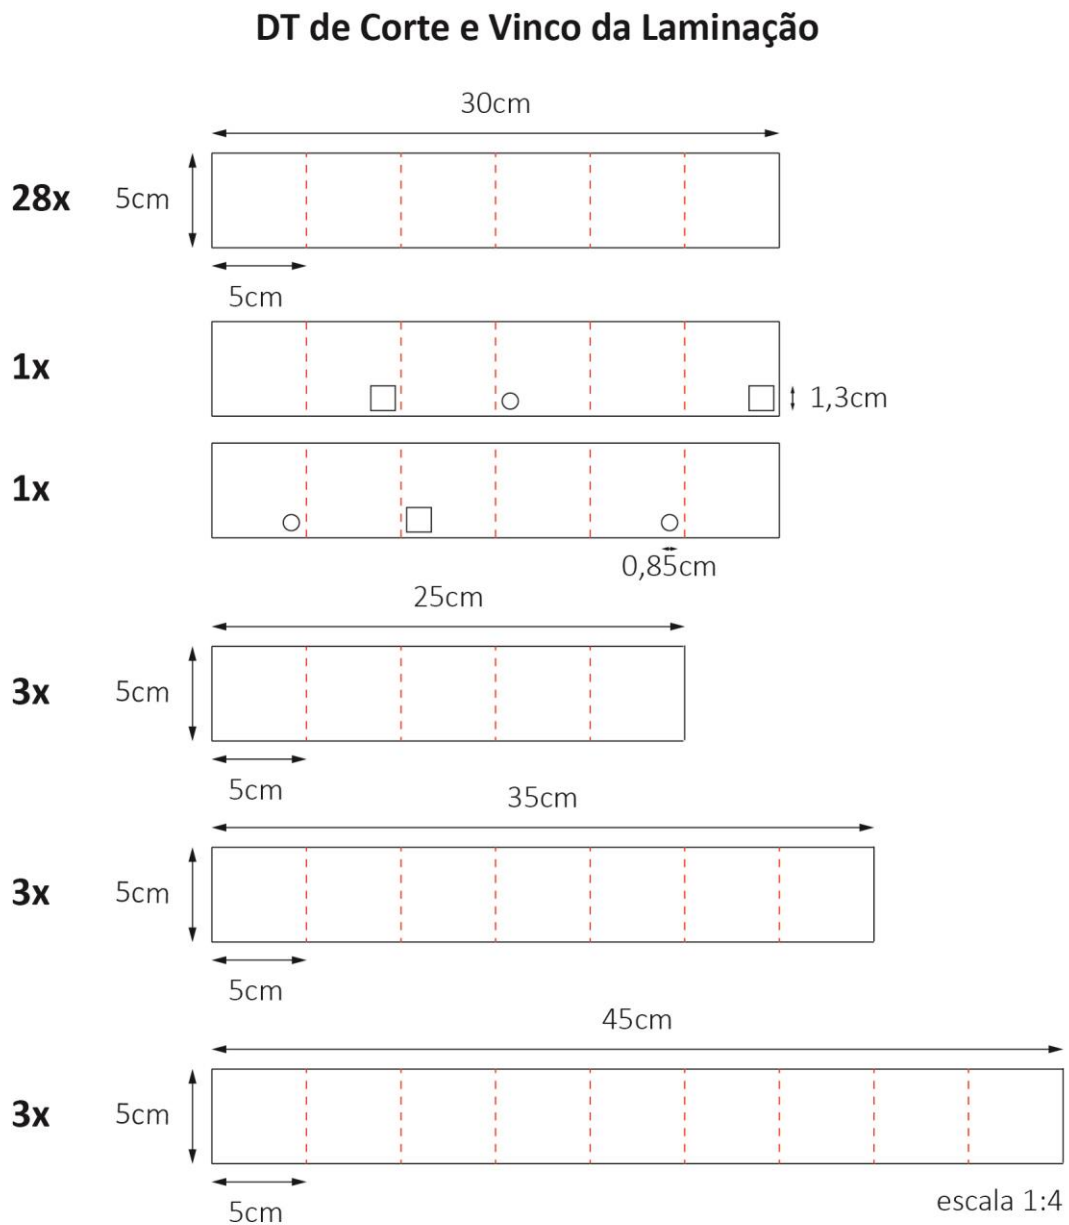 DT de Corte e Vinco da Laminação
30cm
28x
5cm
5cm
1x
1,3cm
1x
0,85cm
25cm
3x
5cm
5cm
35cm
3x
5cm
5cm
45cm
3x
5cm
escala 1:4
5cm